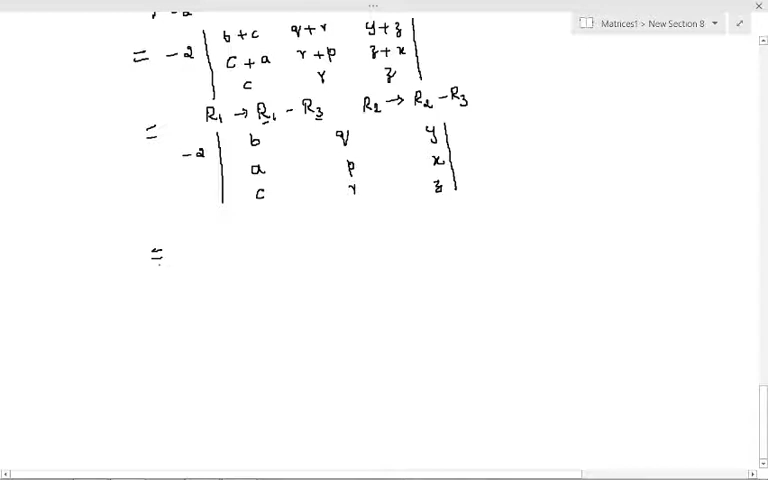 Matrices1 > New Section 8
= -2 | b+c q+r y+z |
| c+a r+p z+x |
| c r z |
R₁ → R₁ - R₃ R₂ → R₂ - R₃
=
-2 | b q y |
| a p x |
| c r z |
=